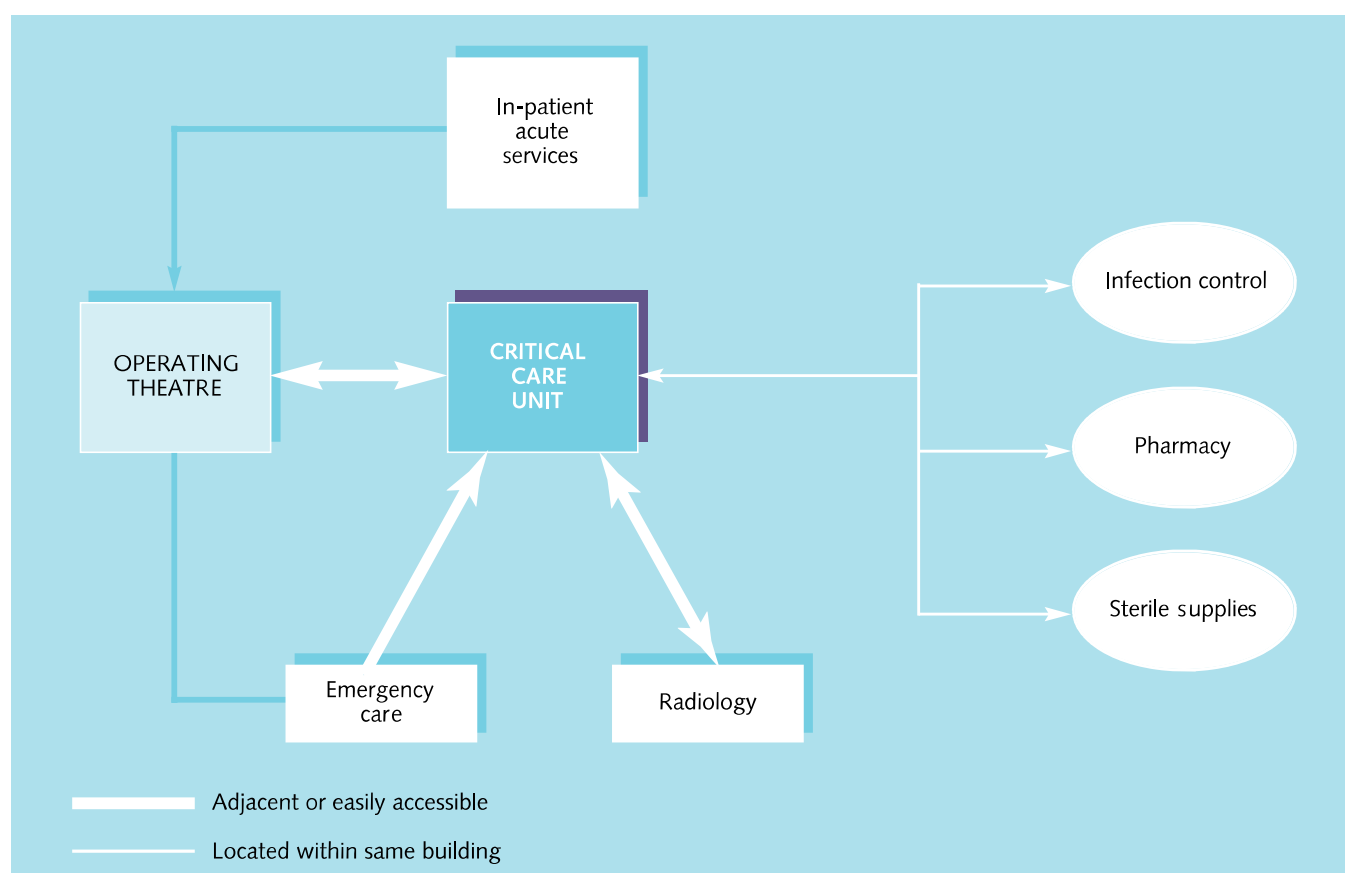 In-patient
acute
services
OPERATING
THEATRE
CRITICAL
CARE
UNIT
Infection control
Pharmacy
Sterile supplies
Emergency
care
Radiology
Adjacent or easily accessible
Located within same building